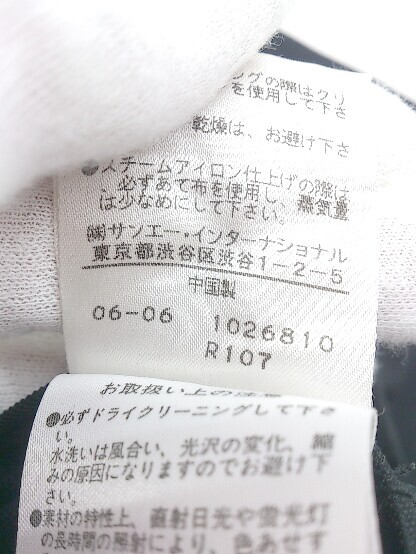 ングの際はクリ
を使用して下さ
乾燥は、お避け下さ
●スチームアイロン仕上げの際は
必ずあて布を使用し、蒸気量
は少なめにして下さい。
㈱サンエー・インターナショナル
東京都渋谷区渋谷1-2-5
中国製
06-06 1026810
R107
お取扱い上の注意
●必ずドライクリーニングして下さ
い。
水洗いは風合い、光沢の変化、縮
みの原因になりますのでお避け下
さい。
●素材の特性上、直射日光や蛍光灯
の長時間の照射により、色あせす